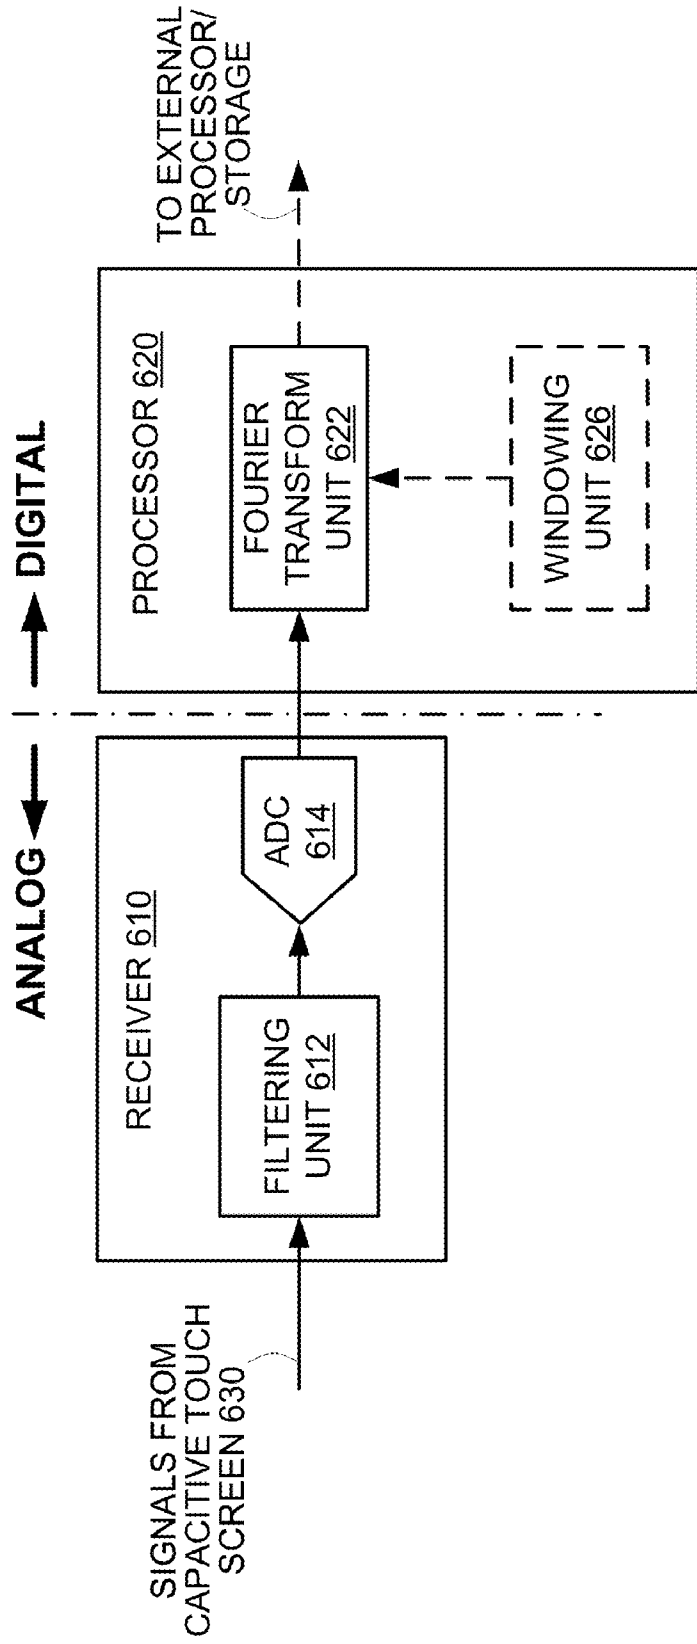 ANALOG
DIGITAL
SIGNALS FROM
CAPACITIVE TOUCH
SCREEN 630
RECEIVER 610
FILTERING
UNIT 612
ADC
614
PROCESSOR 620
FOURIER
TRANSFORM
UNIT 622
WINDOWING
UNIT 626
TO EXTERNAL
PROCESSOR/
STORAGE